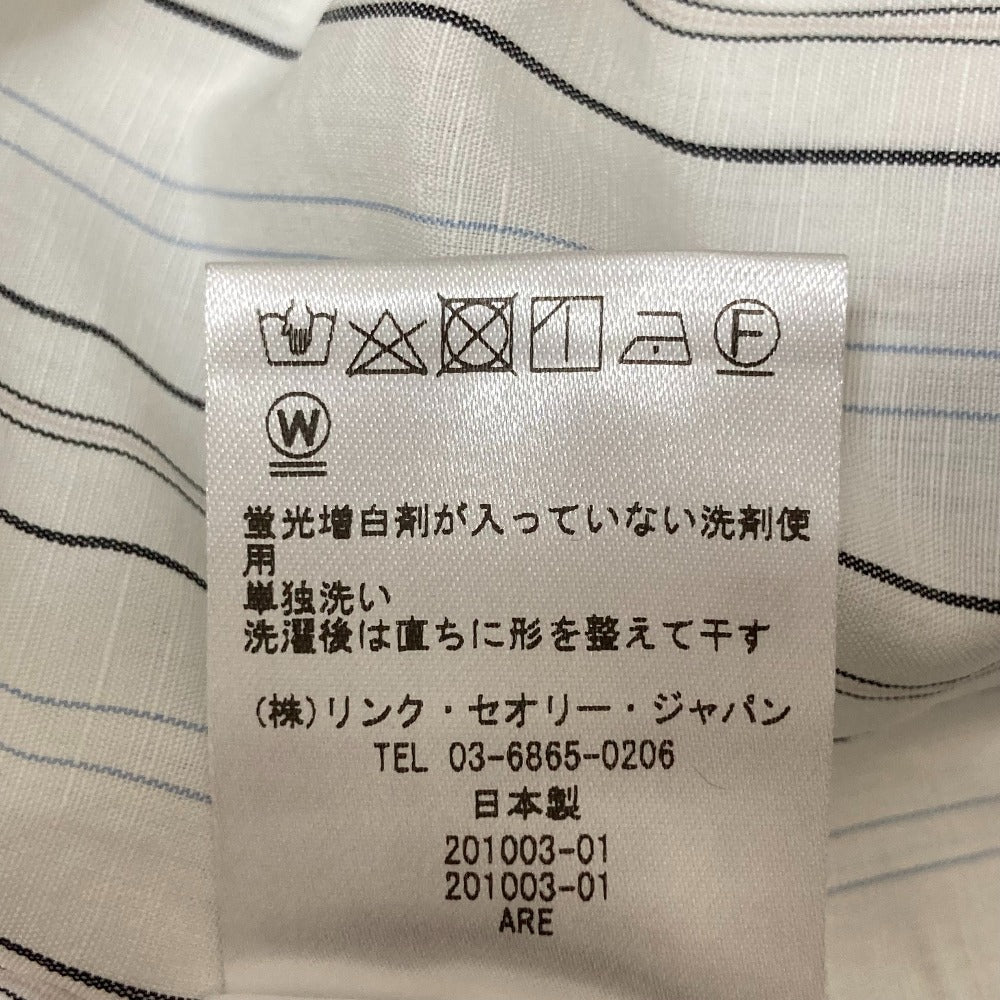 F
W
蛍光増白剤が入っていない洗剤使
用
単独洗い
洗濯後は直ちに形を整えて干す
(株)リンク・セオリー・ジャパン
TEL 03-6865-0206
日本製
201003-01
201003-01
ARE